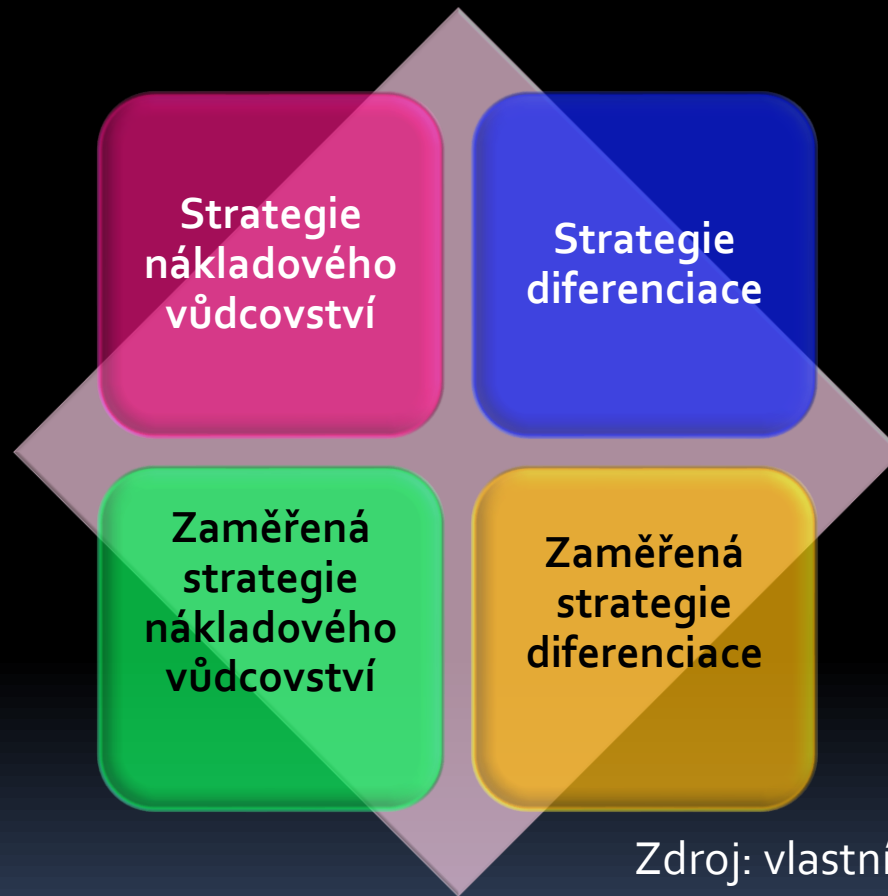 Strategie
nákladového
vůdcovství
Strategie
diferenciace
Zaměřená
strategie
nákladového
vůdcovství
Zaměřená
strategie
diferenciace
Zdroj: vlastní